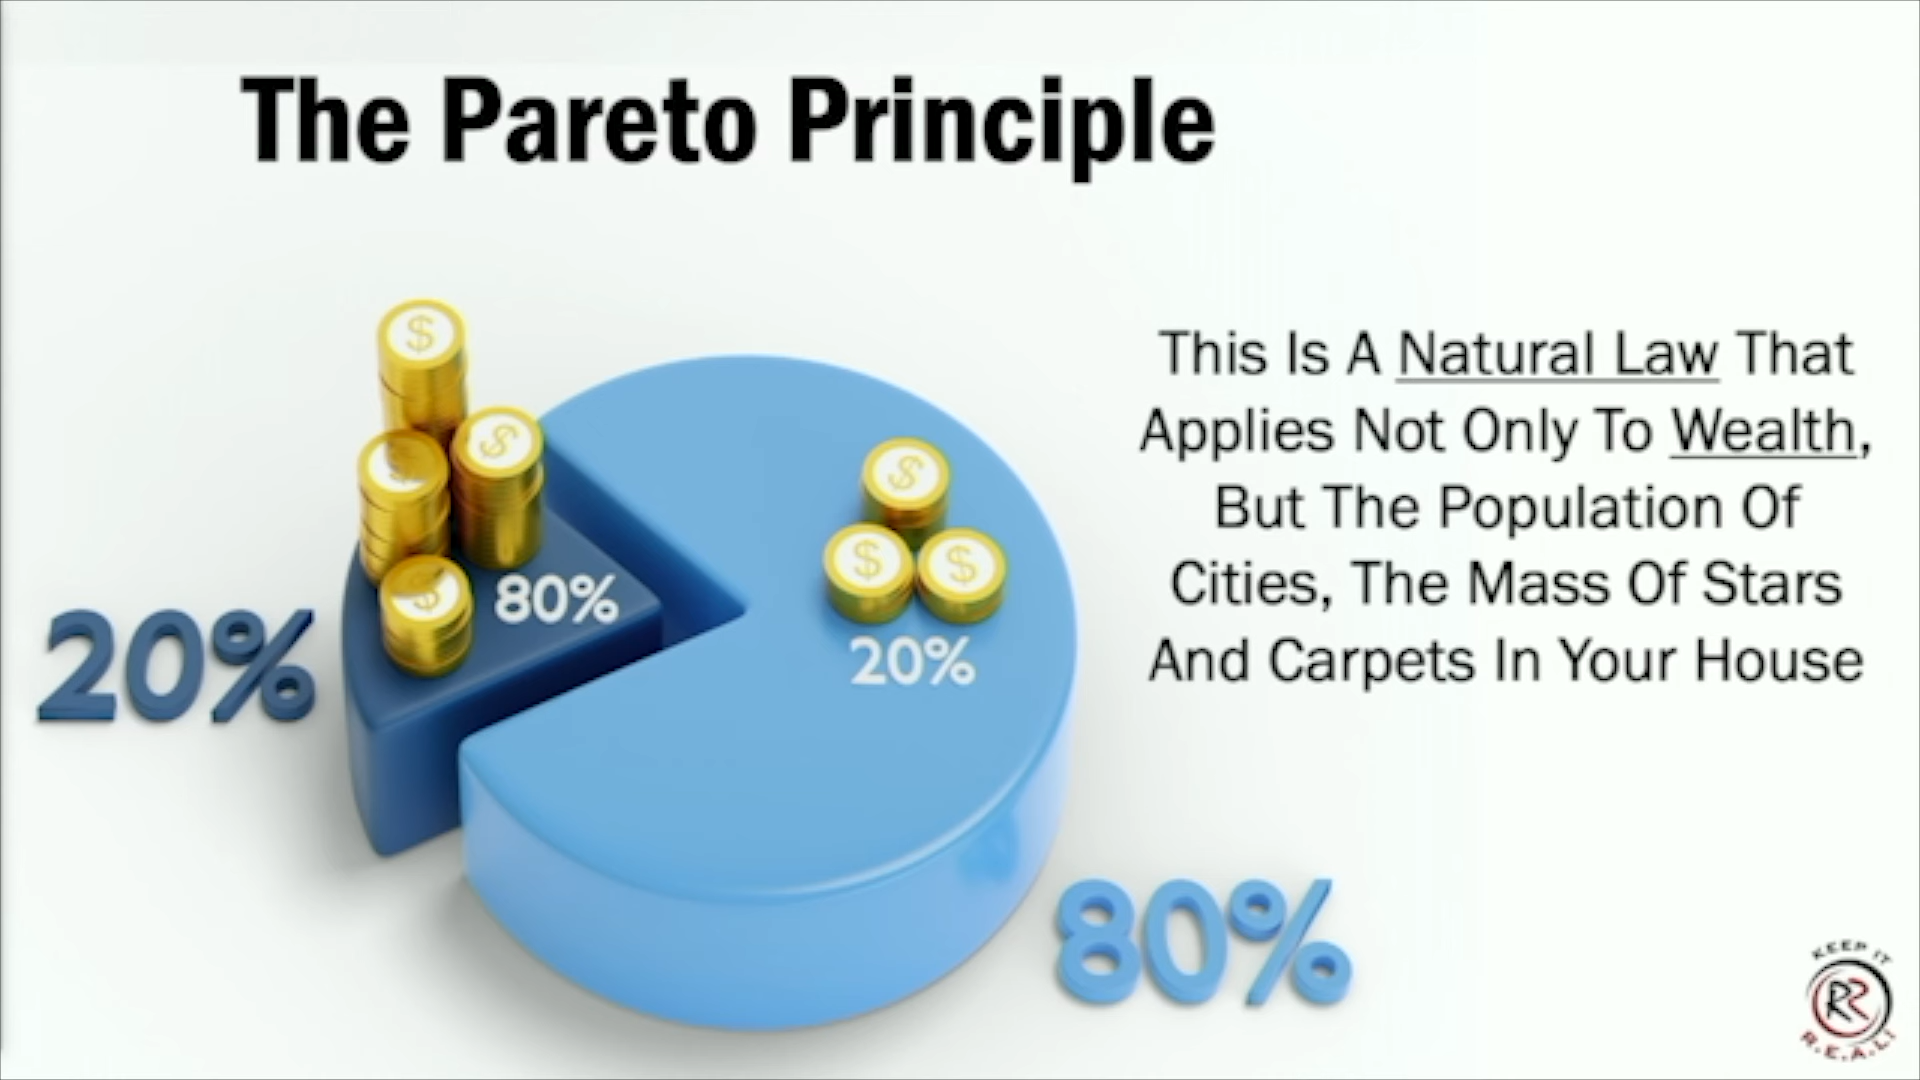 The Pareto Principle
This Is A Natural Law That
Applies Not Only To Wealth,
But The Population Of
Cities, The Mass Of Stars
And Carpets In Your House
20%
80%
20%
80%
$
$
$
$
$
$
$
KEEP IT
RR
R.E.A.L!